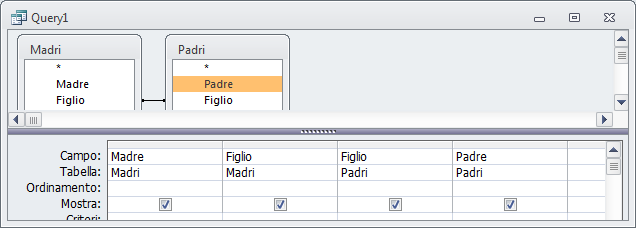 Query1
Madri Padri
* *
Madre Padre
Figlio Figlio
Campo: Madre Figlio Figlio Padre
Tabella: Madri Madri Padri Padri
Ordinamento:
Mostra:
Criteri: